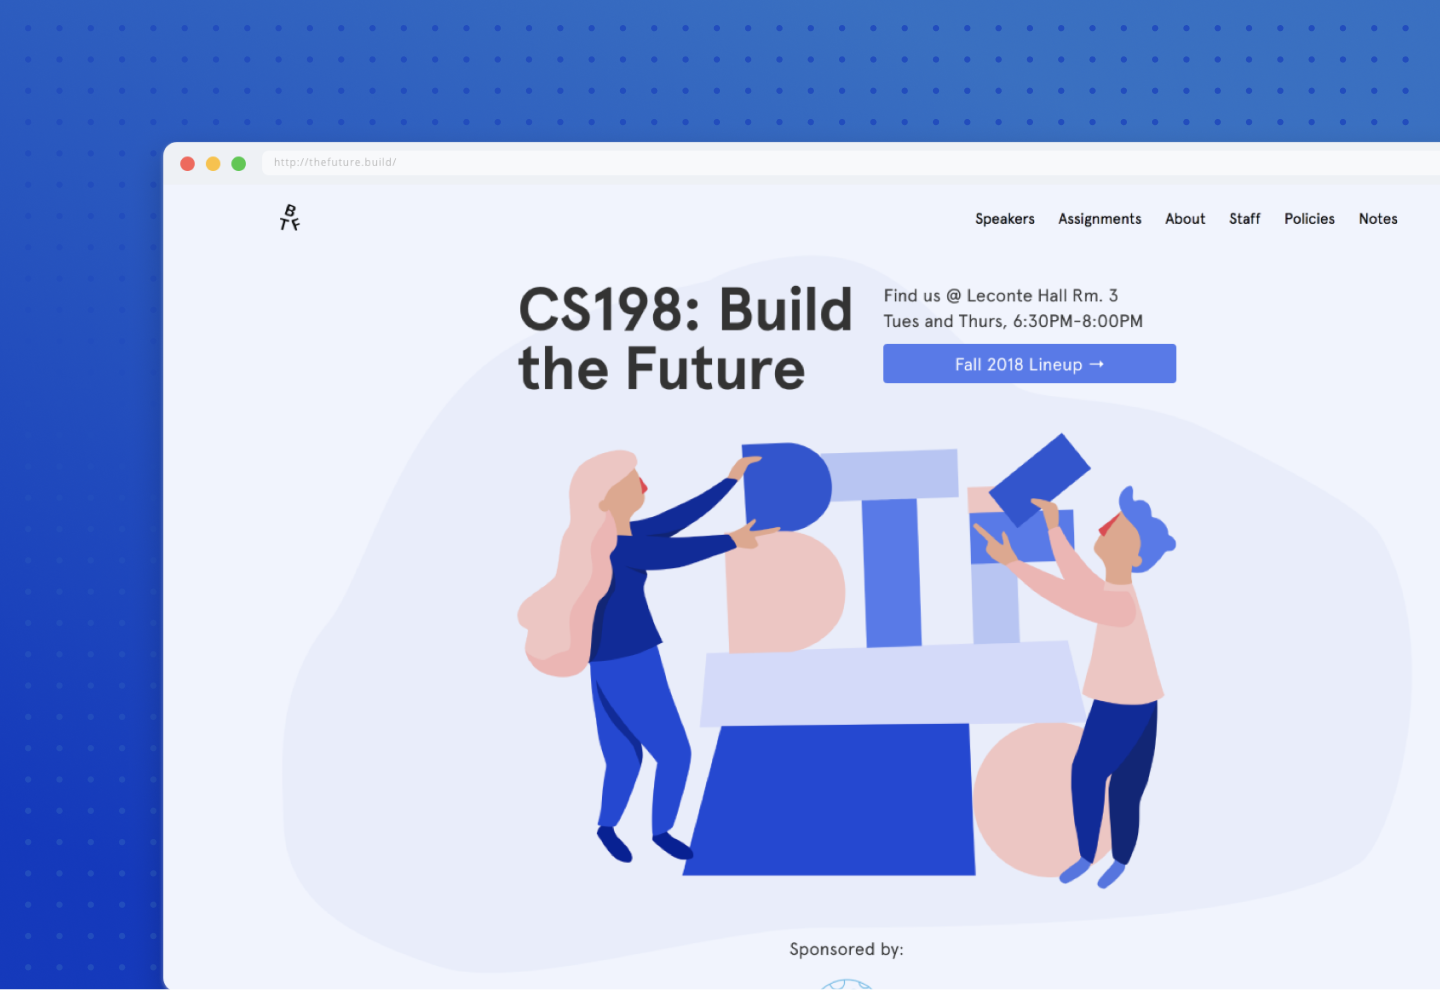 http://thefuture.build/
B
T F
Speakers Assignments About Staff Policies Notes
CS198: Build
the Future
Find us @ Leconte Hall Rm. 3
Tues and Thurs, 6:30PM-8:00PM
Fall 2018 Lineup →
BTF
Sponsored by: